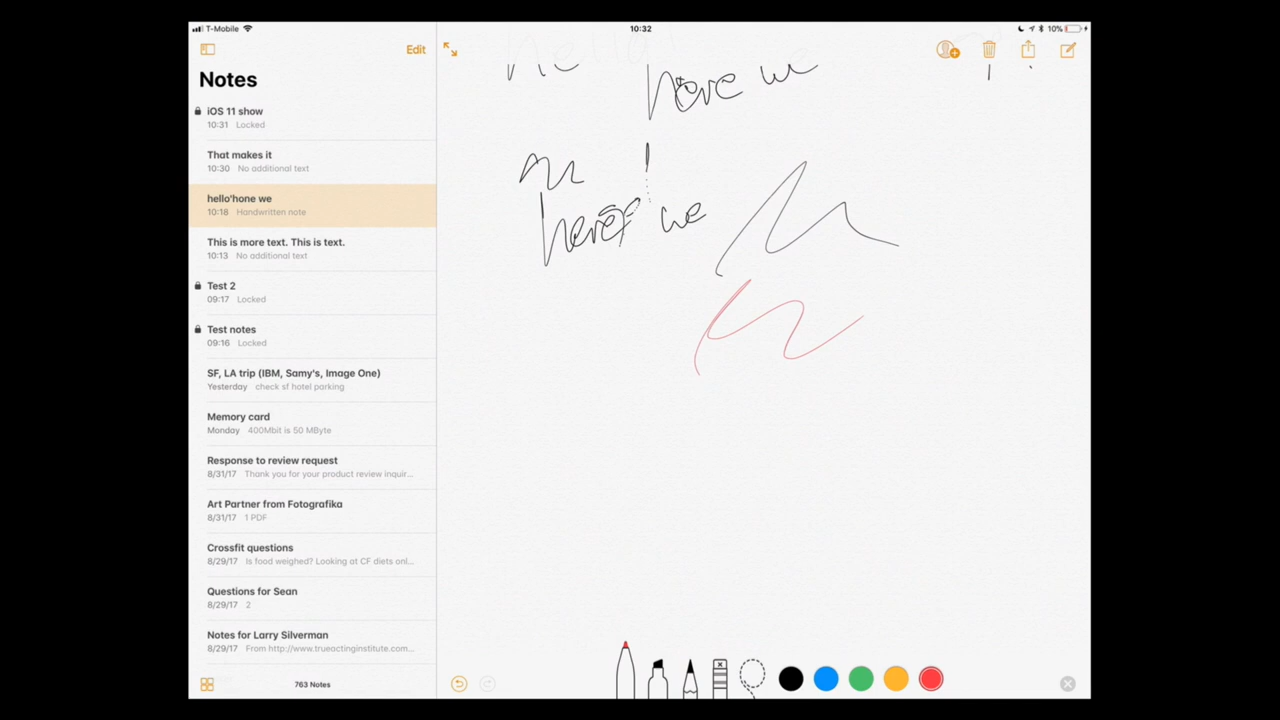 T-Mobile 10:32 10%
Edit
Notes
iOS 11 show
10:31 Locked
That makes it
10:30 No additional text
hello'hone we
10:18 Handwritten note
This is more text. This is text.
10:13 No additional text
Test 2
09:17 Locked
Test notes
09:16 Locked
SF, LA trip (IBM, Samy's, Image One)
Yesterday check sf hotel parking
Memory card
Monday 400Mbit is 50 MByte
Response to review request
8/31/17 Thank you for your product review inquir...
Art Partner from Fotografika
8/31/17 1 PDF
Crossfit questions
8/29/17 Is food weighed? Looking at CF diets onl...
Questions for Sean
8/29/17 2
Notes for Larry Silverman
8/29/17 From http://www.trueactinginstitute.com...
763 Notes
here we
we